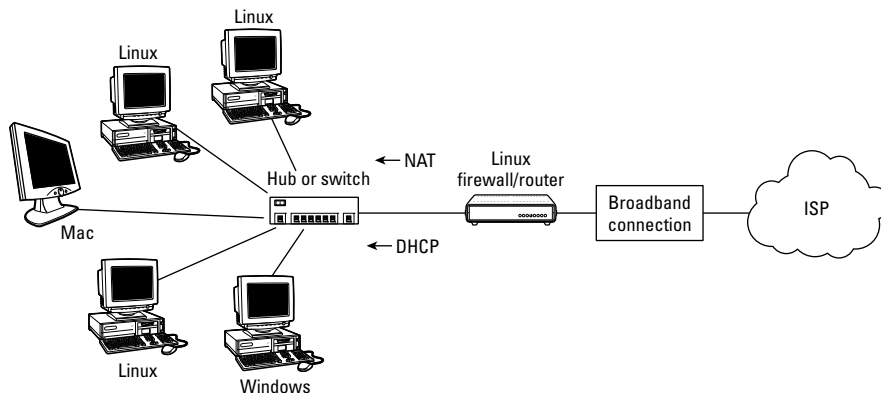 Linux
Linux
Mac
Hub or switch
← NAT
← DHCP
Linux
firewall/router
Broadband
connection
ISP
Linux
Windows